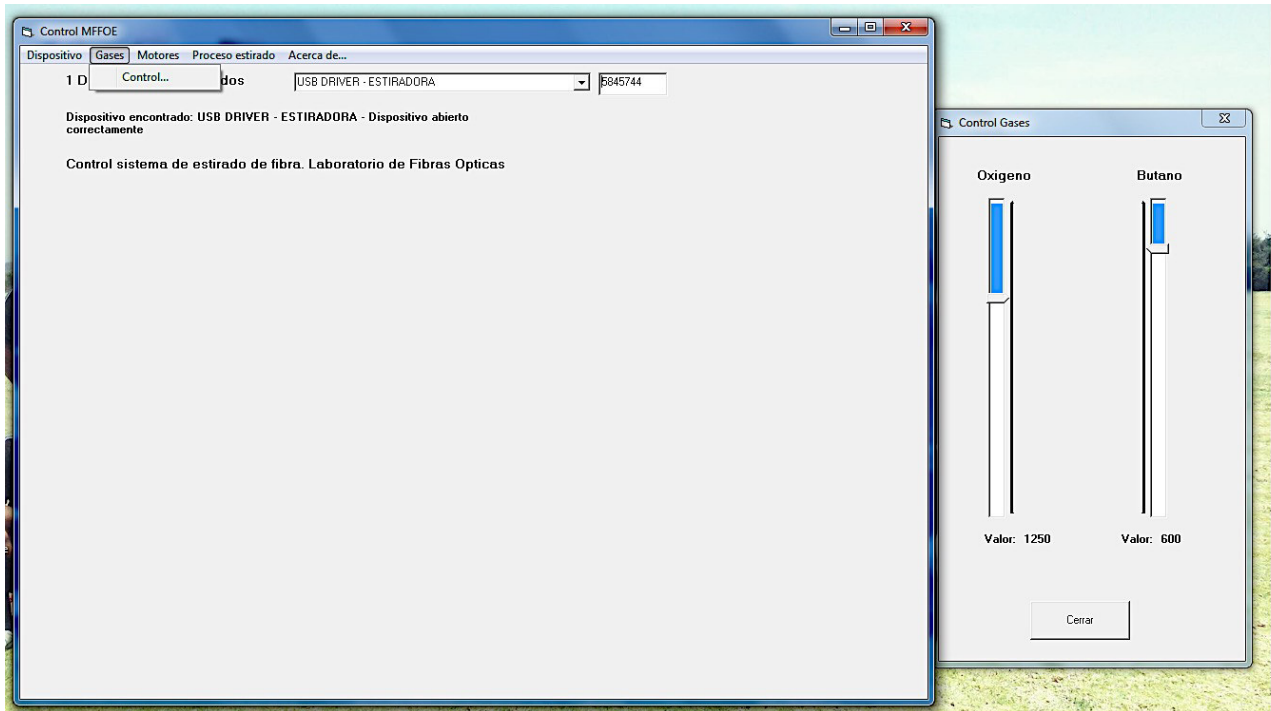 Control MFFOE
Dispositivo Gases Motores Proceso estirado Acerca de...
1 D dos USB DRIVER - ESTIRADORA 5845744
Control...
Dispositivo encontrado: USB DRIVER - ESTIRADORA - Dispositivo abierto
correctamente
Control sistema de estirado de fibra. Laboratorio de Fibras Opticas
Control Gases
Oxigeno Butano
Valor: 1250 Valor: 600
Cerrar